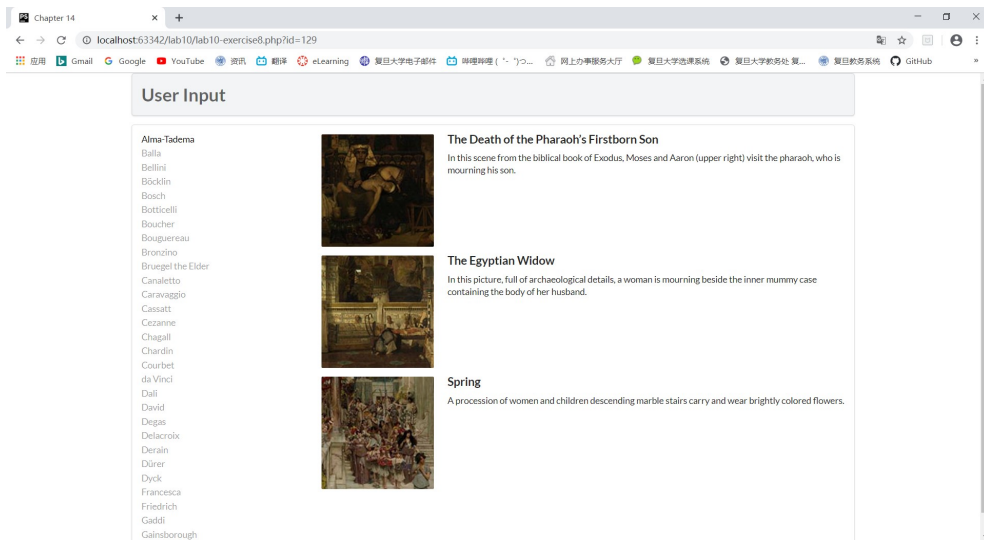 Chapter 14
localhost:63342/lab10/lab10-exercise8.php?id=129
应用 Gmail Google YouTube 资讯 翻译 eLearning 复旦大学电子邮件 哔哩哔哩 ( ゜- ゜)つ... 网上办事服务大厅 复旦大学选课系统 复旦大学教务处 复... 复旦教务系统 GitHub »
User Input
Alma-Tadema
Balla
Bellini
Böcklin
Bosch
Botticelli
Boucher
Bouguereau
Bronzino
Bruegel the Elder
Canaletto
Caravaggio
Cassatt
Cezanne
Chagall
Chardin
Courbet
da Vinci
Dali
David
Degas
Delacroix
Derain
Dürer
Dyck
Francesca
Friedrich
Gaddi
Gainsborough
The Death of the Pharaoh’s Firstborn Son
In this scene from the biblical book of Exodus, Moses and Aaron (upper right) visit the pharaoh, who is
mourning his son.
The Egyptian Widow
In this picture, full of archaeological details, a woman is mourning beside the inner mummy case
containing the body of her husband.
Spring
A procession of women and children descending marble stairs carry and wear brightly colored flowers.